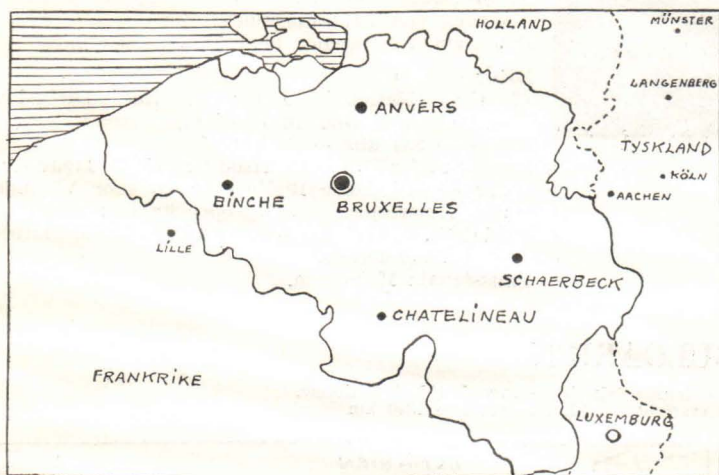 HOLLAND
MÜNSTER
LANGENBERG
ANVERS
TYSKLAND
KÖLN
AACHEN
BINCHE
BRUXELLES
LILLE
SCHAERBECK
CHATELINEAU
FRANKRIKE
LUXEMBURG